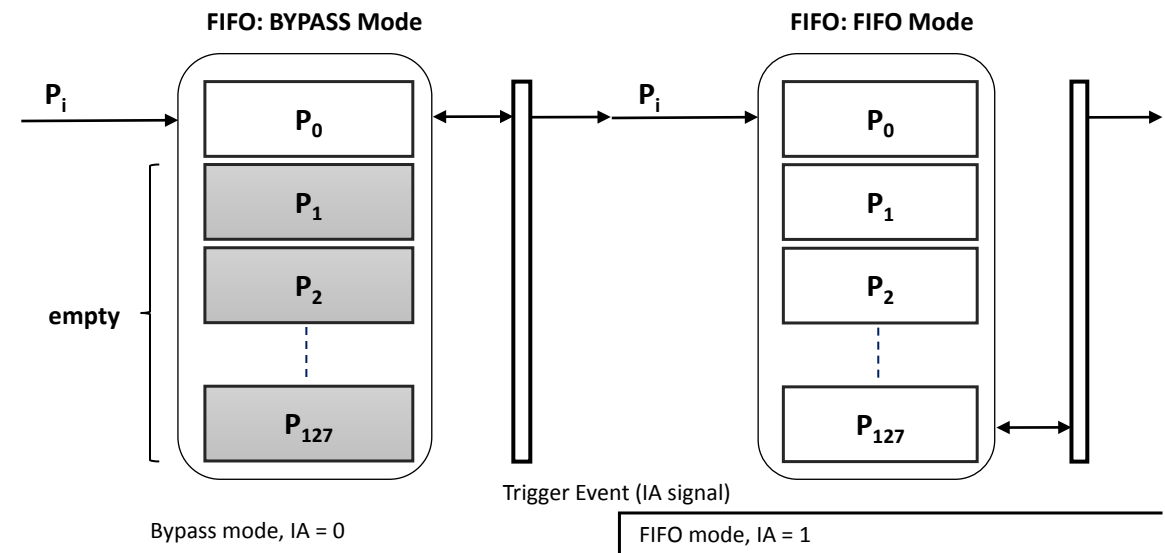 FIFO: BYPASS Mode
FIFO: FIFO Mode
Pi
P0
P1
P2
P127
empty
Pi
P0
P1
P2
P127
Trigger Event (IA signal)
Bypass mode, IA = 0
FIFO mode, IA = 1